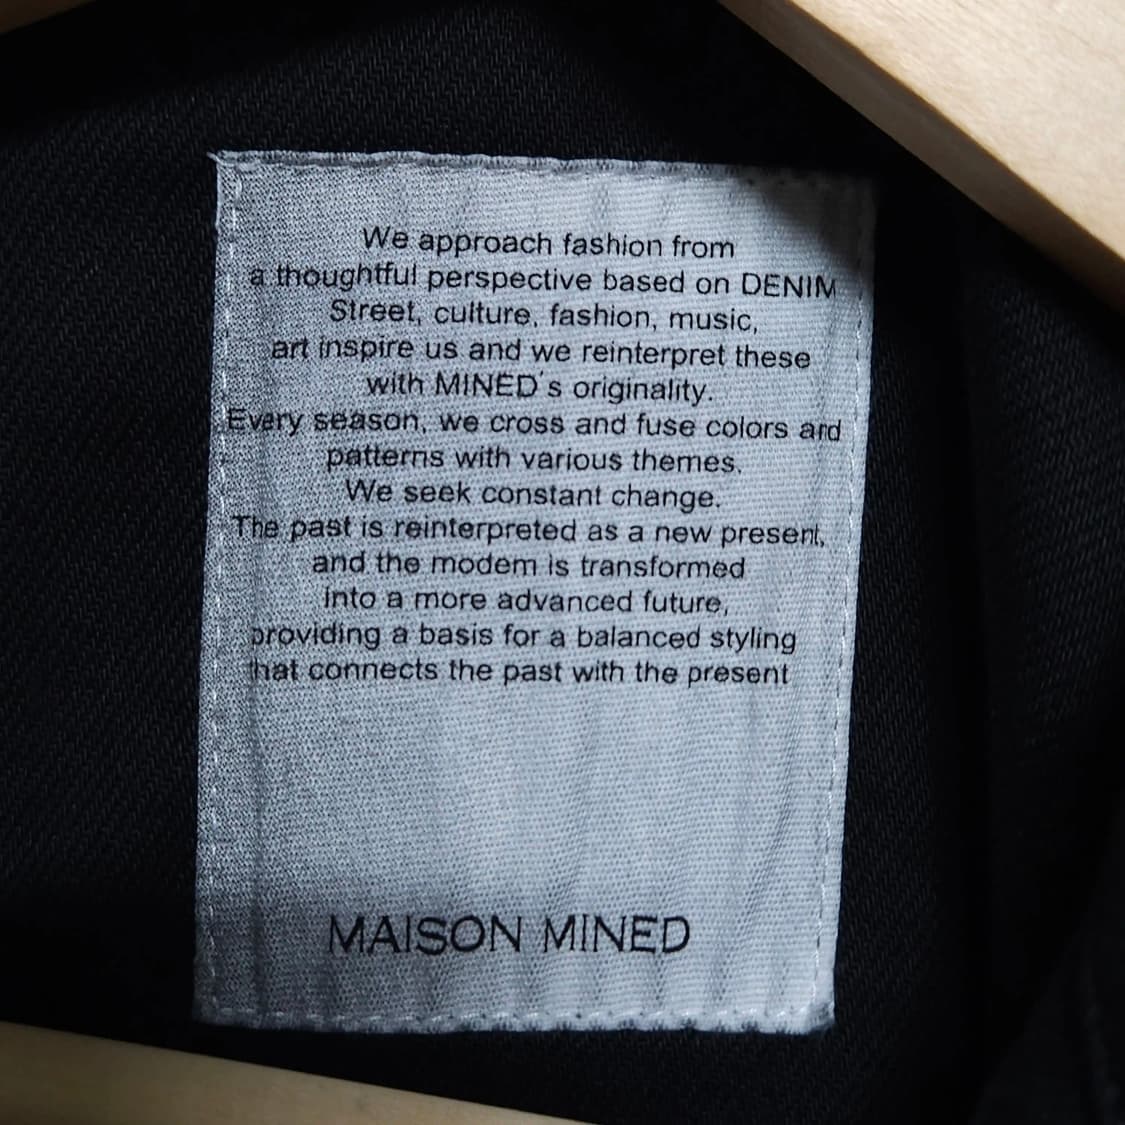 We approach fashion from
a thoughtful perspective based on DENIM
Street, culture, fashion, music,
art inspire us and we reinterpret these
with MINED's originality.
Every season, we cross and fuse colors and
patterns with various themes.
We seek constant change.
The past is reinterpreted as a new present,
and the modem is transformed
into a more advanced future,
providing a basis for a balanced styling
that connects the past with the present
MAISON MINED